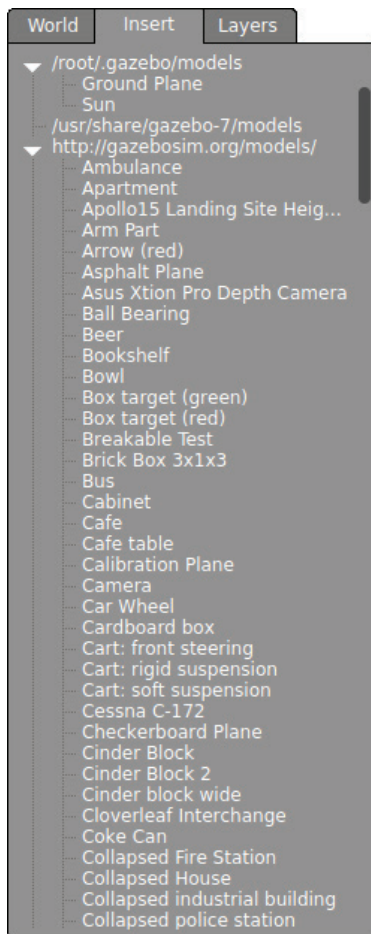 World Insert Layers
/root/.gazebo/models
Ground Plane
Sun
/usr/share/gazebo-7/models
http://gazebosim.org/models/
Ambulance
Apartment
Apollo15 Landing Site Heig...
Arm Part
Arrow (red)
Asphalt Plane
Asus Xtion Pro Depth Camera
Ball Bearing
Beer
Bookshelf
Bowl
Box target (green)
Box target (red)
Breakable Test
Brick Box 3x1x3
Bus
Cabinet
Cafe
Cafe table
Calibration Plane
Camera
Car Wheel
Cardboard box
Cart: front steering
Cart: rigid suspension
Cart: soft suspension
Cessna C-172
Checkerboard Plane
Cinder Block
Cinder Block 2
Cinder block wide
Cloverleaf Interchange
Coke Can
Collapsed Fire Station
Collapsed House
Collapsed industrial building
Collapsed police station